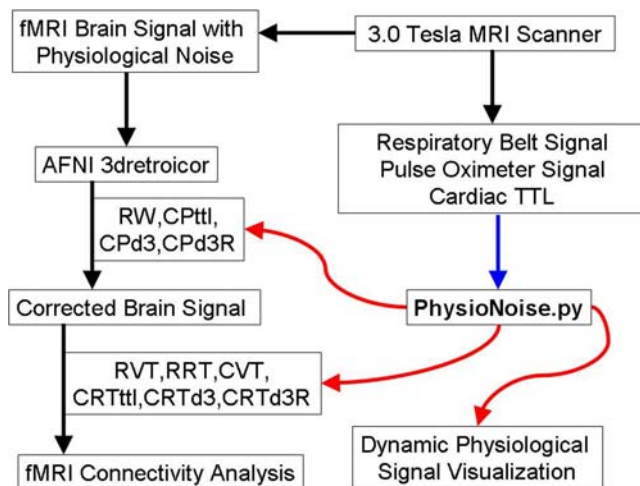 fMRI Brain Signal with
Physiological Noise
3.0 Tesla MRI Scanner
Respiratory Belt Signal
Pulse Oximeter Signal
Cardiac TTL
AFNI 3dretroicor
RW,CPttl,
CPd3,CPd3R
Corrected Brain Signal
PhysioNoise.py
RVT,RRT,CVT,
CRTttl,CRTd3,CRTd3R
Dynamic Physiological
Signal Visualization
fMRI Connectivity Analysis